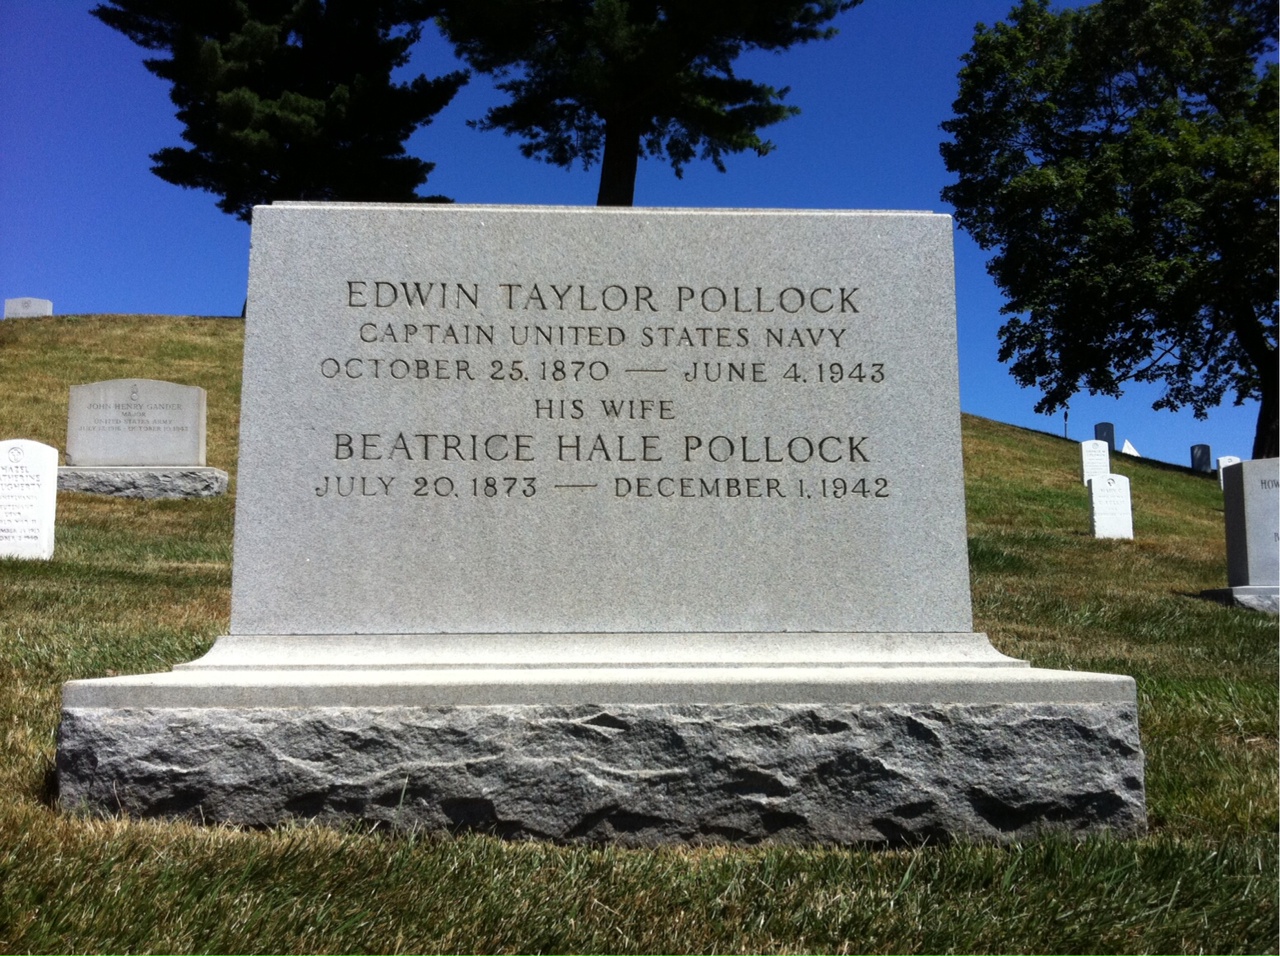 EDWIN TAYLOR POLLOCK
CAPTAIN UNITED STATES NAVY
OCTOBER 25. 1870 — JUNE 4. 1943
HIS WIFE
BEATRICE HALE POLLOCK
JULY 20. 1873 — DECEMBER 1. 1942
JOHN HENRY GANDER
MAJOR
UNITED STATES ARMY
HAZEL
HOW